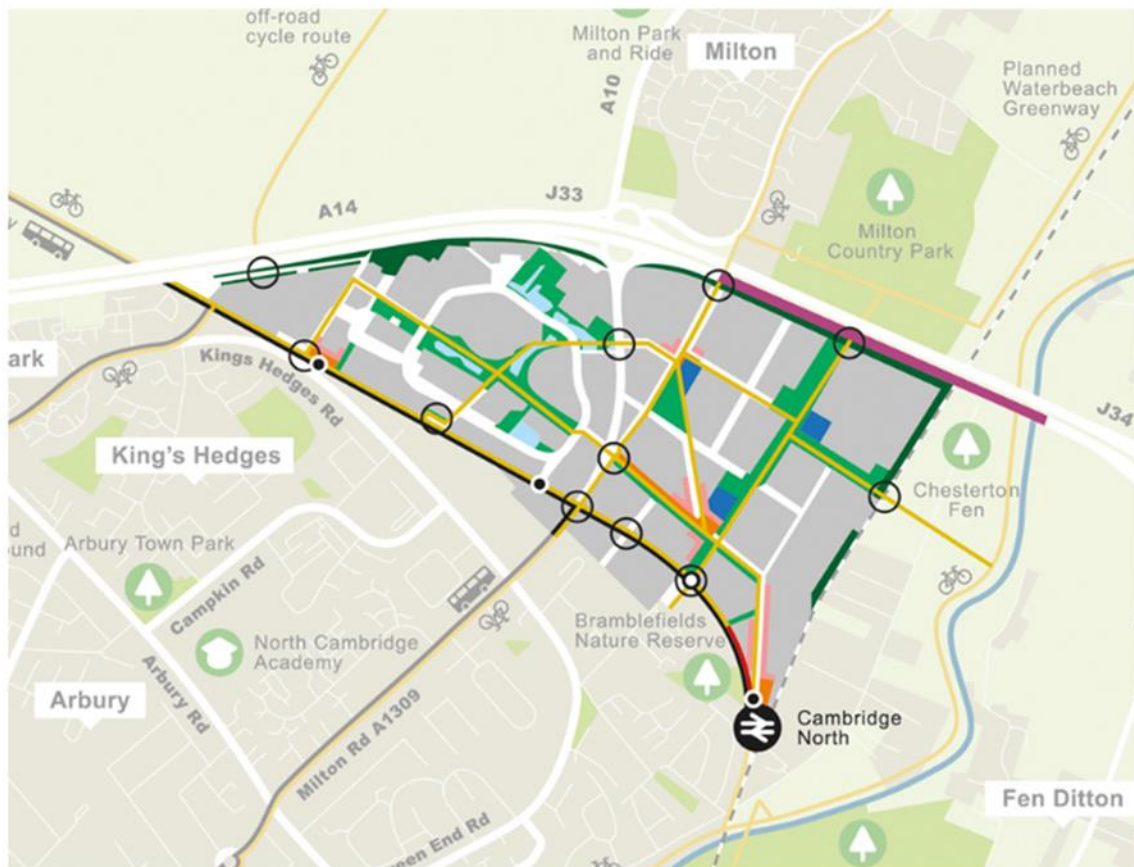 off-road
cycle route
Milton Park
and Ride
A10
Milton
Planned
Waterbeach
Greenway
J33
A14
Milton
Country Park
ark
Kings Hedges Rd
J34
King's Hedges
Chesterton
Fen
Arbury Town Park
Campkin Rd
North Cambridge
Academy
Bramblefields
Nature Reserve
Arbury
Arbury Rd
Milton Rd A1309
Cambridge
North
Fen Ditton
een End Rd